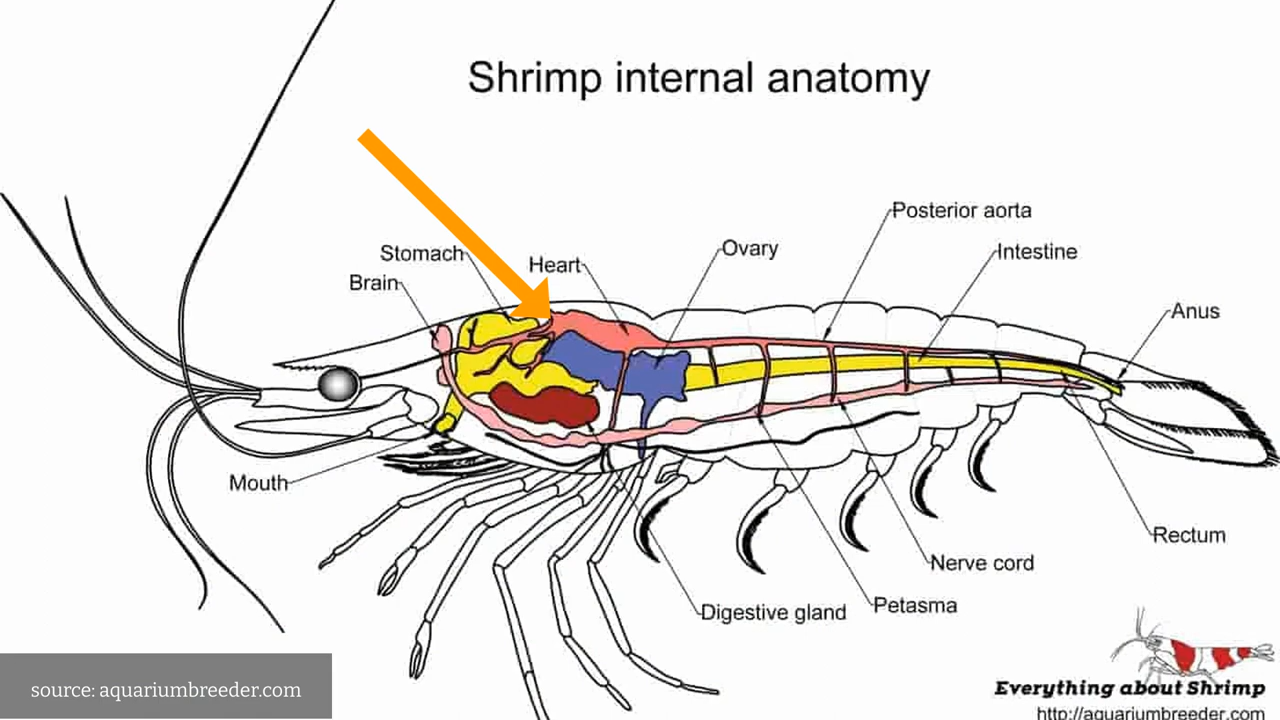 Shrimp internal anatomy
Posterior aorta
Stomach
Heart
Ovary
Intestine
Brain
Anus
Mouth
Rectum
Nerve cord
Digestive gland
Petasma
source: aquariumbreeder.com
Everything about Shrimp
http://aquariumbreeder.com